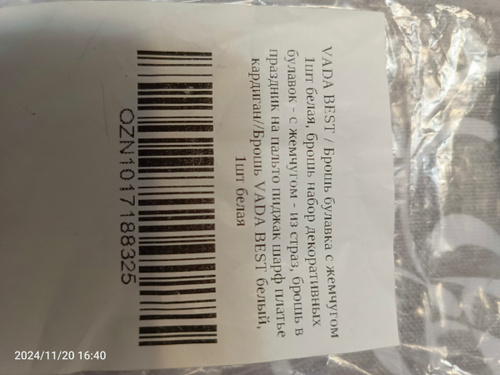 VADA BEST / Брошь булавка с жемчугом
1шт белая, брошь набор декоративных
булавок - с жемчугом - из страз, брошь в
праздник на пальто пиджак шарф платье
кардиган//Брошь VADA BEST белый,
1шт белая
OZN1017188325
2024/11/20 16:40